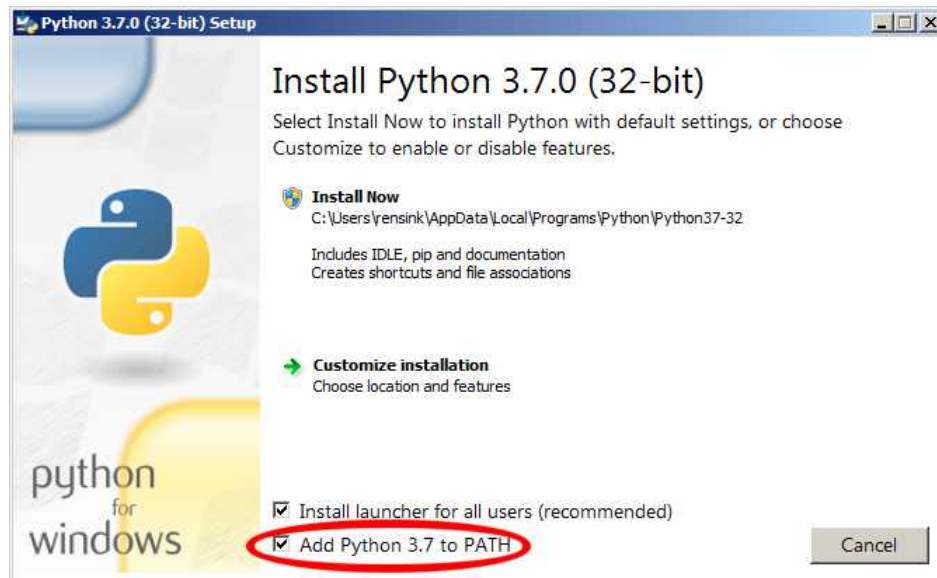 Python 3.7.0 (32-bit) Setup
Install Python 3.7.0 (32-bit)
Select Install Now to install Python with default settings, or choose
Customize to enable or disable features.
Install Now
C:\Users\rensink\AppData\Local\Programs\Python\Python37-32
Includes IDLE, pip and documentation
Creates shortcuts and file associations
Customize installation
Choose location and features
python
for
windows
Install launcher for all users (recommended)
Add Python 3.7 to PATH
Cancel